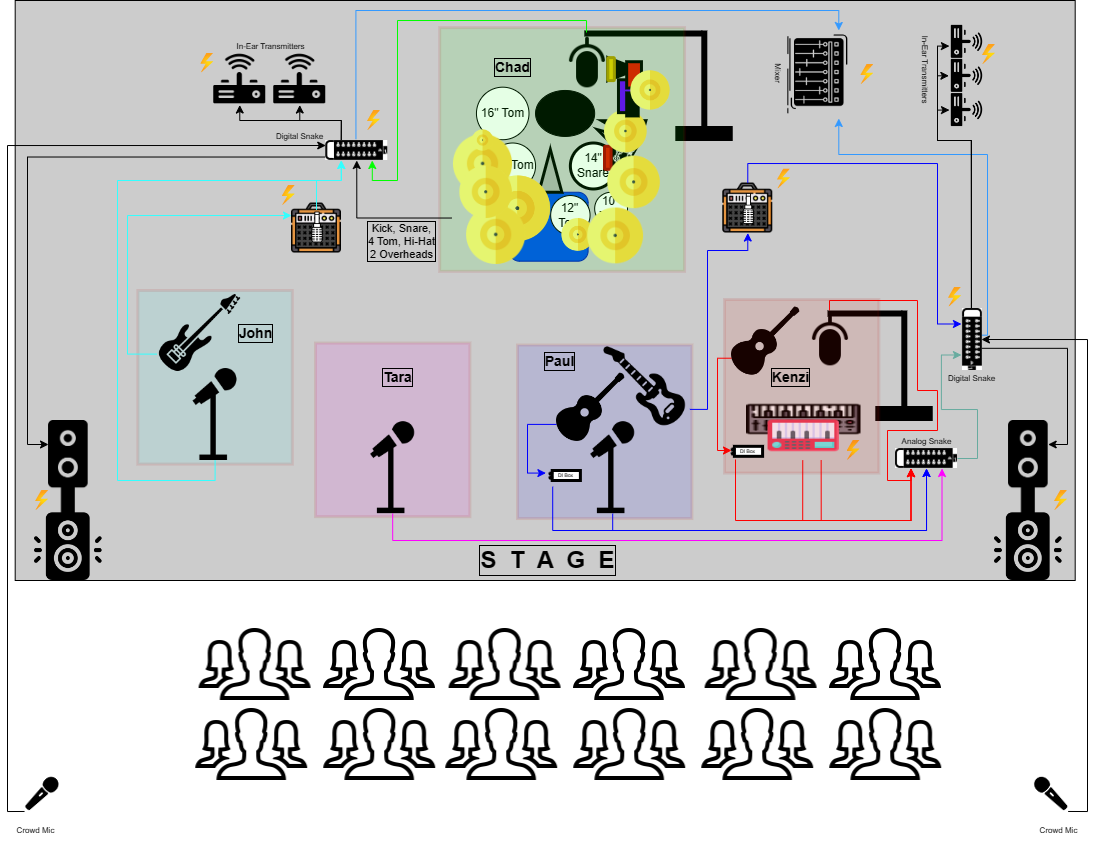 In-Ear Transmitters
Chad
Mixer
In-Ear Transmitters
16" Tom
Digital Snake
Tom
14"
Snare
12"
10"
Kick, Snare,
4 Tom, Hi-Hat
2 Overheads
John
Tara
Paul
Kenzi
Digital Snake
Analog Snake
DI Box
DI Box
S T A G E
Crowd Mic
Crowd Mic